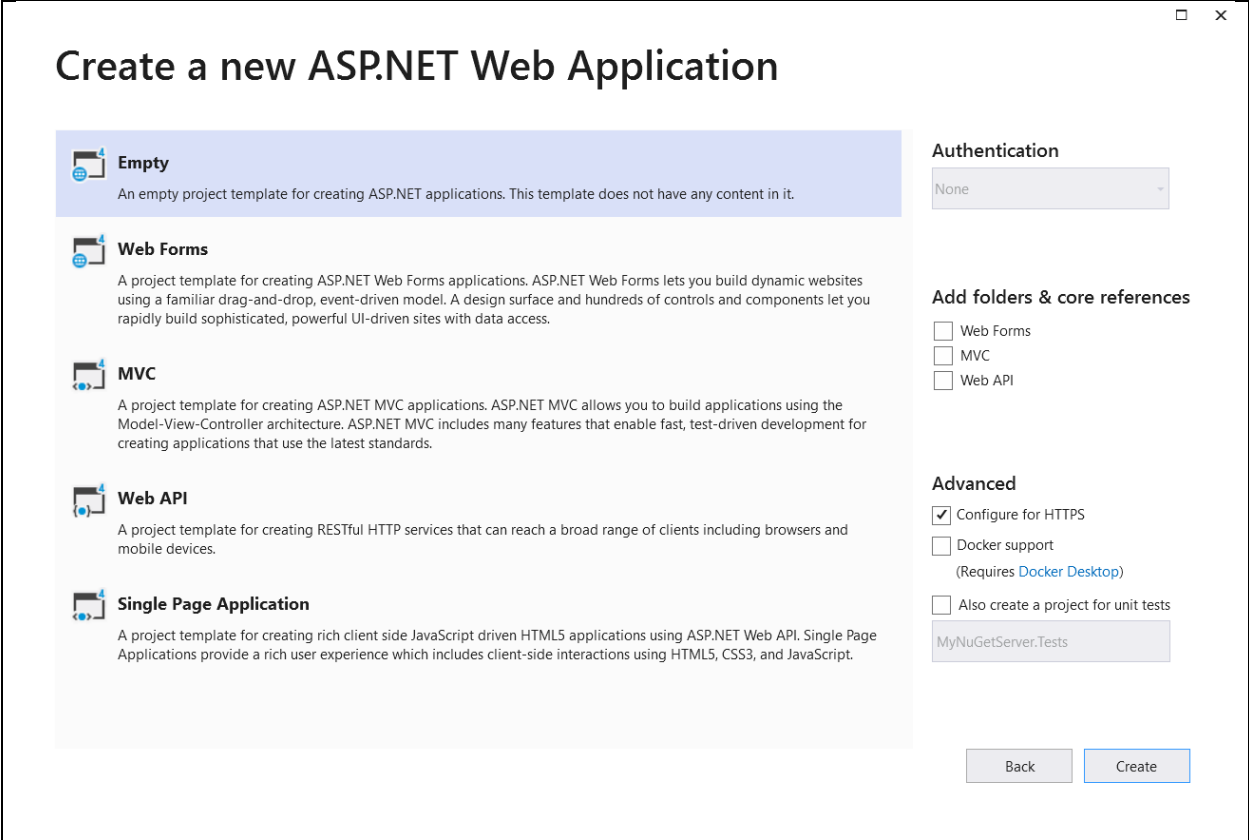 Create a new ASP.NET Web Application
Empty
An empty project template for creating ASP.NET applications. This template does not have any content in it.
Web Forms
A project template for creating ASP.NET Web Forms applications. ASP.NET Web Forms lets you build dynamic websites
using a familiar drag-and-drop, event-driven model. A design surface and hundreds of controls and components let you
rapidly build sophisticated, powerful UI-driven sites with data access.
MVC
A project template for creating ASP.NET MVC applications. ASP.NET MVC allows you to build applications using the
Model-View-Controller architecture. ASP.NET MVC includes many features that enable fast, test-driven development for
creating applications that use the latest standards.
Web API
A project template for creating RESTful HTTP services that can reach a broad range of clients including browsers and
mobile devices.
Single Page Application
A project template for creating rich client side JavaScript driven HTML5 applications using ASP.NET Web API. Single Page
Applications provide a rich user experience which includes client-side interactions using HTML5, CSS3, and JavaScript.
Authentication
None
Add folders & core references
Web Forms
MVC
Web API
Advanced
Configure for HTTPS
Docker support
(Requires Docker Desktop)
Also create a project for unit tests
MyNuGetServer.Tests
Back
Create